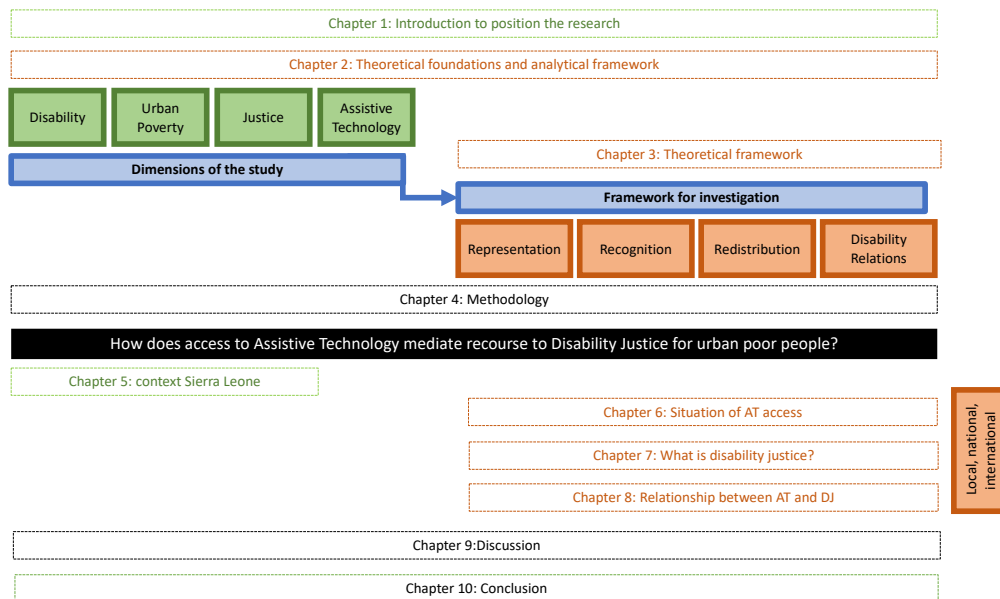 Chapter 1: Introduction to position the research
Chapter 2: Theoretical foundations and analytical framework
Disability
Urban
Poverty
Justice
Assistive
Technology
Chapter 3: Theoretical framework
Dimensions of the study
Framework for investigation
Representation
Recognition
Redistribution
Disability
Relations
Chapter 4: Methodology
How does access to Assistive Technology mediate recourse to Disability Justice for urban poor people?
Chapter 5: context Sierra Leone
Chapter 6: Situation of AT access
Chapter 7: What is disability justice?
Chapter 8: Relationship between AT and DJ
Local, national,
international
Chapter 9:Discussion
Chapter 10: Conclusion